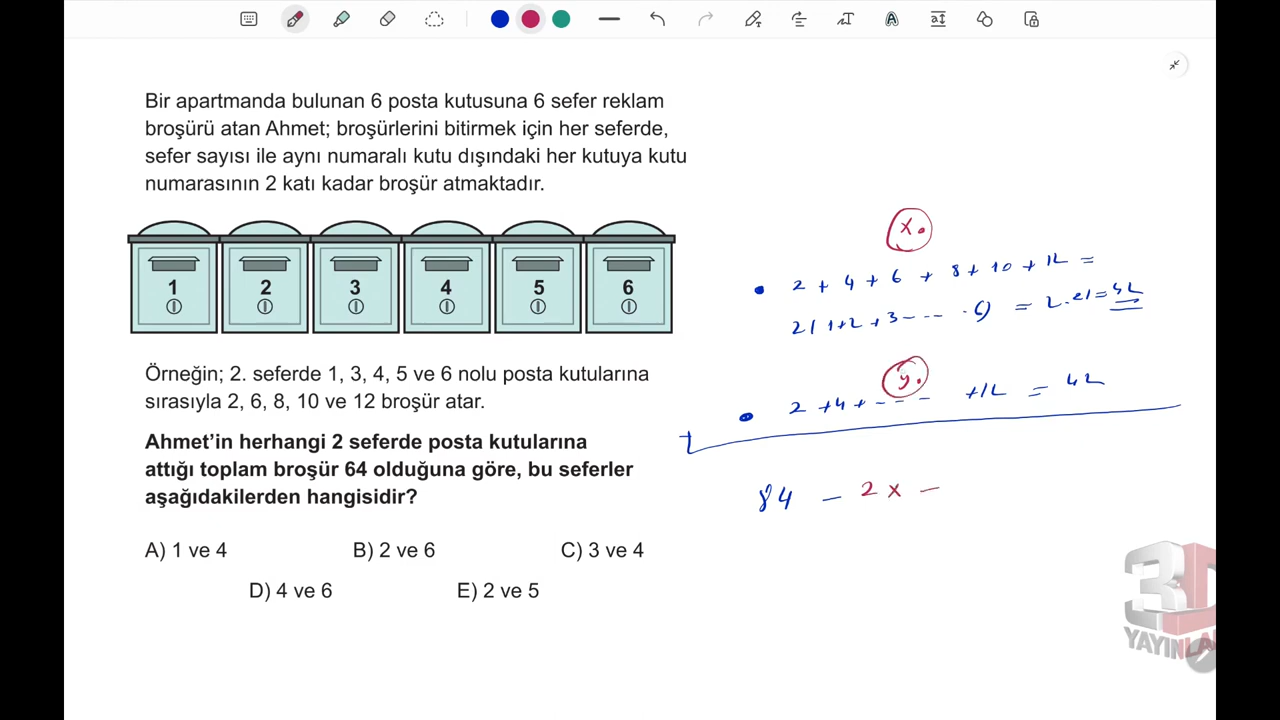 Bir apartmanda bulunan 6 posta kutusuna 6 sefer reklam
broşürü atan Ahmet; broşürlerini bitirmek için her seferde,
sefer sayısı ile aynı numaralı kutu dışındaki her kutuya kutu
numarasının 2 katı kadar broşür atmaktadır.
1 2 3 4 5 6
Örneğin; 2. seferde 1, 3, 4, 5 ve 6 nolu posta kutularına
sırasıyla 2, 6, 8, 10 ve 12 broşür atar.
Ahmet'in herhangi 2 seferde posta kutularına
attığı toplam broşür 64 olduğuna göre, bu seferler
aşağıdakilerden hangisidir?
A) 1 ve 4 B) 2 ve 6 C) 3 ve 4
D) 4 ve 6 E) 2 ve 5
x.
• 2 + 4 + 6 + 8 + 10 + 12 =
2(1+2+3------6) = 2.21 = 42
y.
• 2 +4 + - - - - +12 = 42
84 - 2x -
3D
YAYINLA